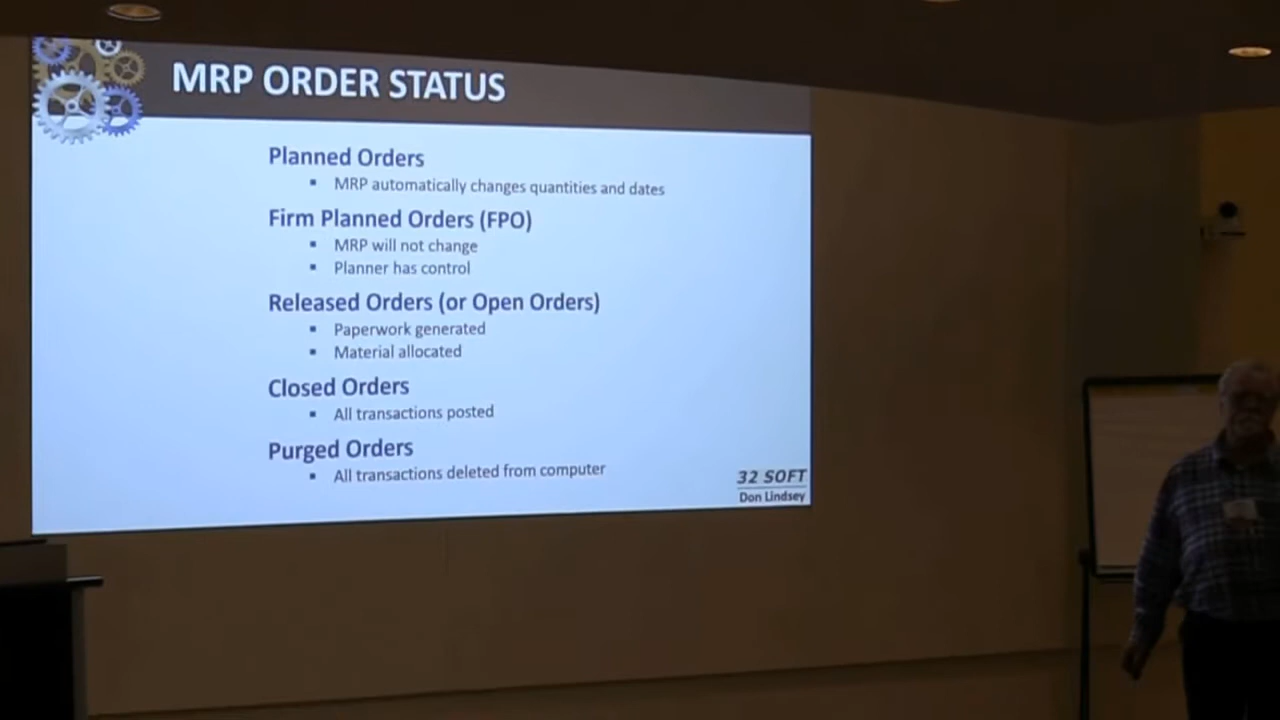 MRP ORDER STATUS
Planned Orders
▪ MRP automatically changes quantities and dates
Firm Planned Orders (FPO)
▪ MRP will not change
▪ Planner has control
Released Orders (or Open Orders)
▪ Paperwork generated
▪ Material allocated
Closed Orders
▪ All transactions posted
Purged Orders
▪ All transactions deleted from computer
32 SOFT
Don Lindsey